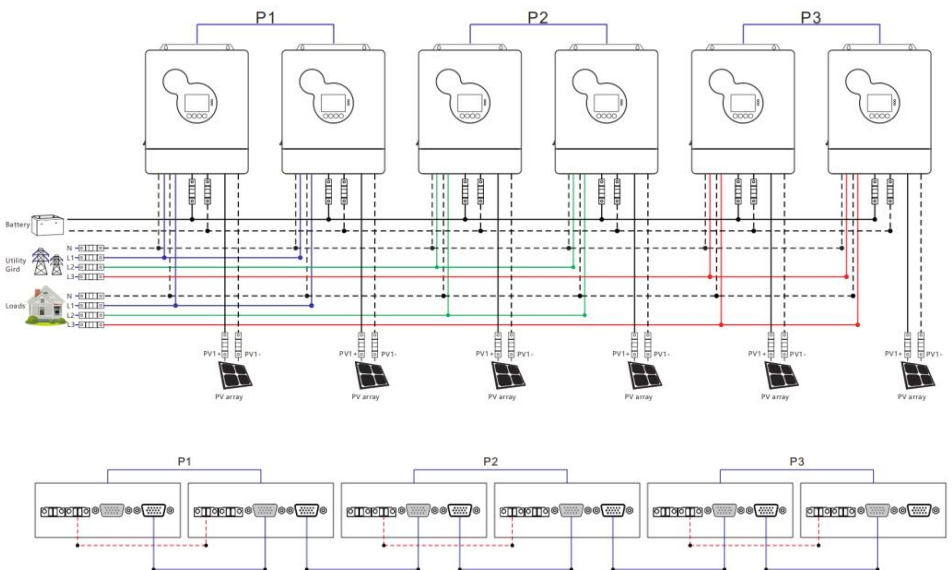 P1 P2 P3
Battery
N
L1
Utility L2
Gird L3
N
Loads L1
L2
L3
PV1+ PV1- PV1+ PV1- PV1+ PV1- PV1+ PV1- PV1+ PV1- PV1+ PV1-
PV array PV array PV array PV array PV array PV array
P1 P2 P3